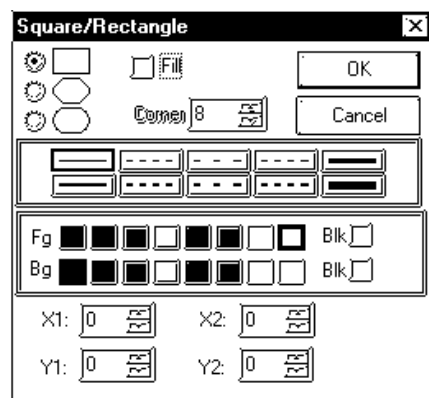 Square/Rectangle
Fill
OK
Corner 8
Cancel
Fg Blk
Bg Blk
X1: 0 X2: 0
Y1: 0 Y2: 0